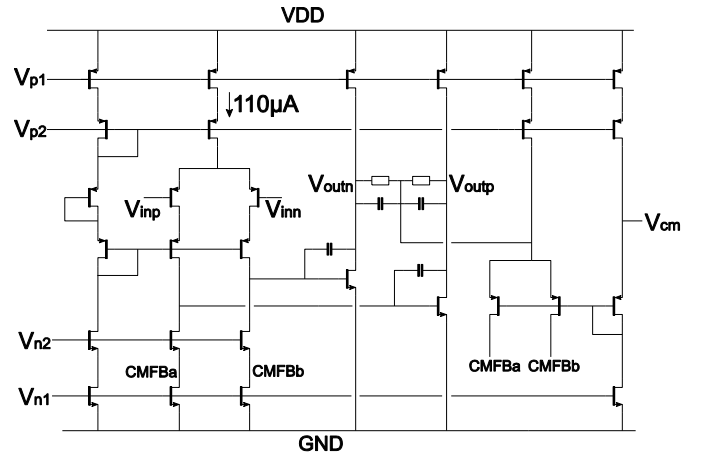 VDD
Vp1
110µA
Vp2
Voutn
Voutp
Vinp
Vinn
Vcm
Vn2
CMFBa
CMFBb
CMFBa
CMFBb
Vn1
GND